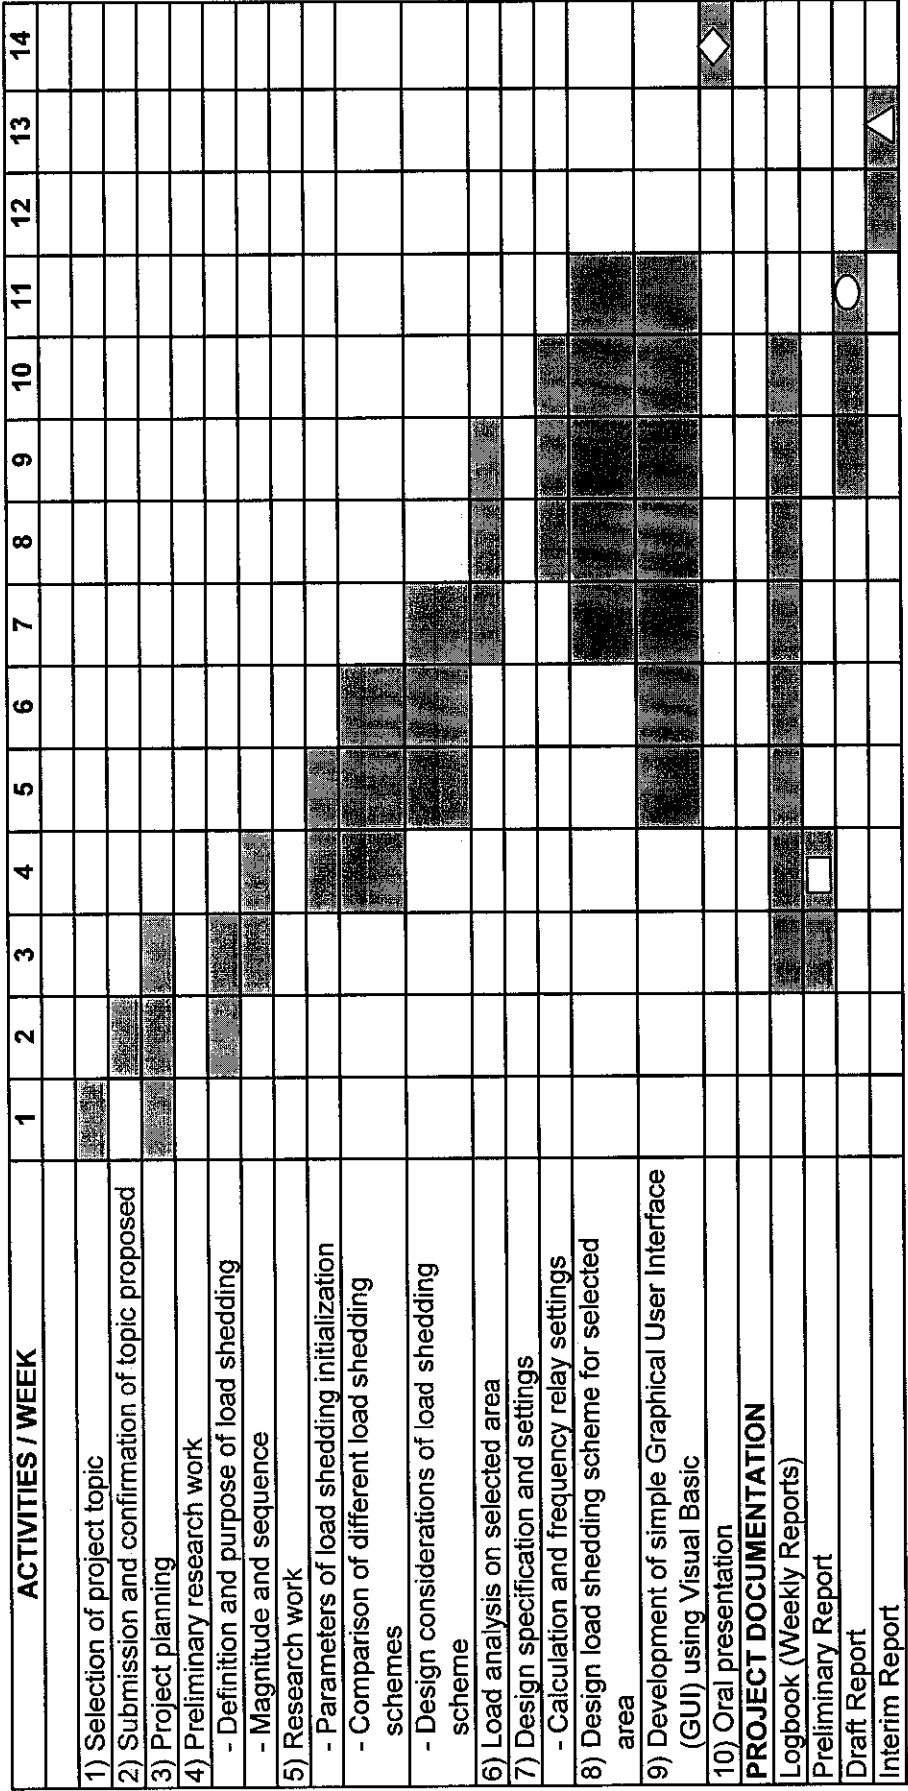 ACTIVITIES / WEEK 1 2 3 4 5 6 7 8 9 10 11 12 13 14
1) Selection of project topic
2) Submission and confirmation of topic proposed
3) Project planning
4) Preliminary research work
- Definition and purpose of load shedding
- Magnitude and sequence
5) Research work
- Parameters of load shedding initialization
- Comparison of different load shedding
schemes
- Design considerations of load shedding
scheme
6) Load analysis on selected area
7) Design specification and settings
- Calculation and frequency relay settings
8) Design load shedding scheme for selected
area
9) Development of simple Graphical User Interface
(GUI) using Visual Basic
10) Oral presentation
PROJECT DOCUMENTATION
Logbook (Weekly Reports)
Preliminary Report
Draft Report
Interim Report